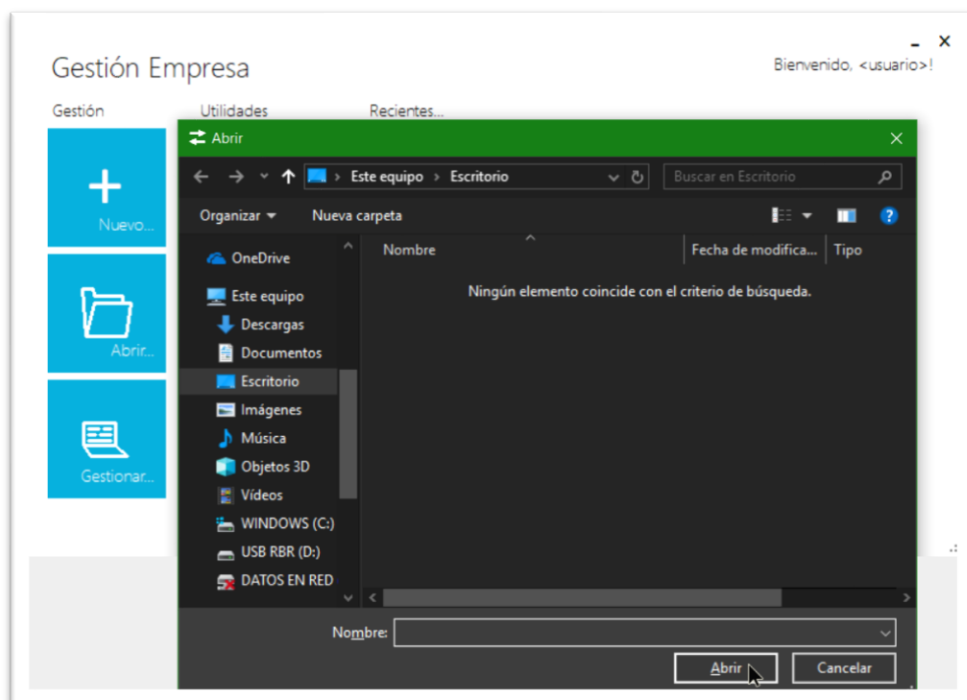 Gestión Empresa
Bienvenido, <usuario>!
Gestión Utilidades Recientes...
Abrir
Este equipo Escritorio
Buscar en Escritorio
Organizar Nueva carpeta
Nombre Fecha de modifica... Tipo
Ningún elemento coincide con el criterio de búsqueda.
OneDrive
Este equipo
Descargas
Documentos
Escritorio
Imágenes
Música
Objetos 3D
Vídeos
WINDOWS (C:)
USB RBR (D:)
DATOS EN RED
Nuevo...
Abrir...
Gestionar...
Nombre:
Abrir Cancelar